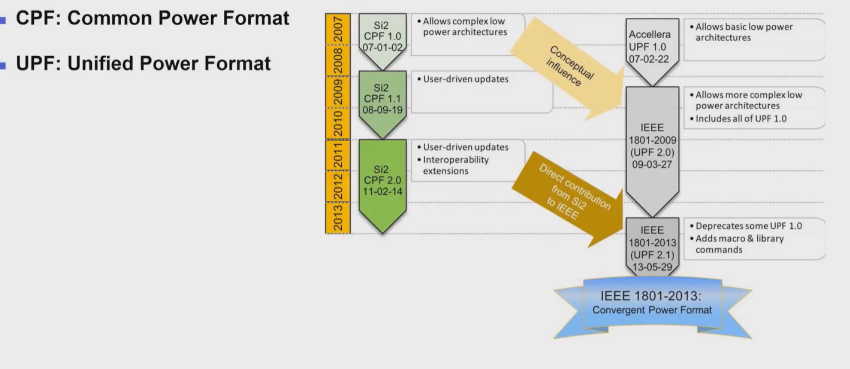 CPF: Common Power Format
UPF: Unified Power Format
2007
2008
2009
2010
2011
2012
2013
Si2
CPF 1.0
07-01-02
• Allows complex low
power architectures
Si2
CPF 1.1
08-09-19
• User-driven updates
Si2
CPF 2.0
11-02-14
• User-driven updates
• Interoperability
extensions
Conceptual
influence
Direct contribution
from Si2
to IEEE
Accellera
UPF 1.0
07-02-22
• Allows basic low power
architectures
IEEE
1801-2009
(UPF 2.0)
09-03-27
• Allows more complex low
power architectures
• Includes all of UPF 1.0
IEEE
1801-2013
(UPF 2.1)
13-05-29
• Deprecates some UPF 1.0
• Adds macro & library
commands
IEEE 1801-2013:
Convergent Power Format